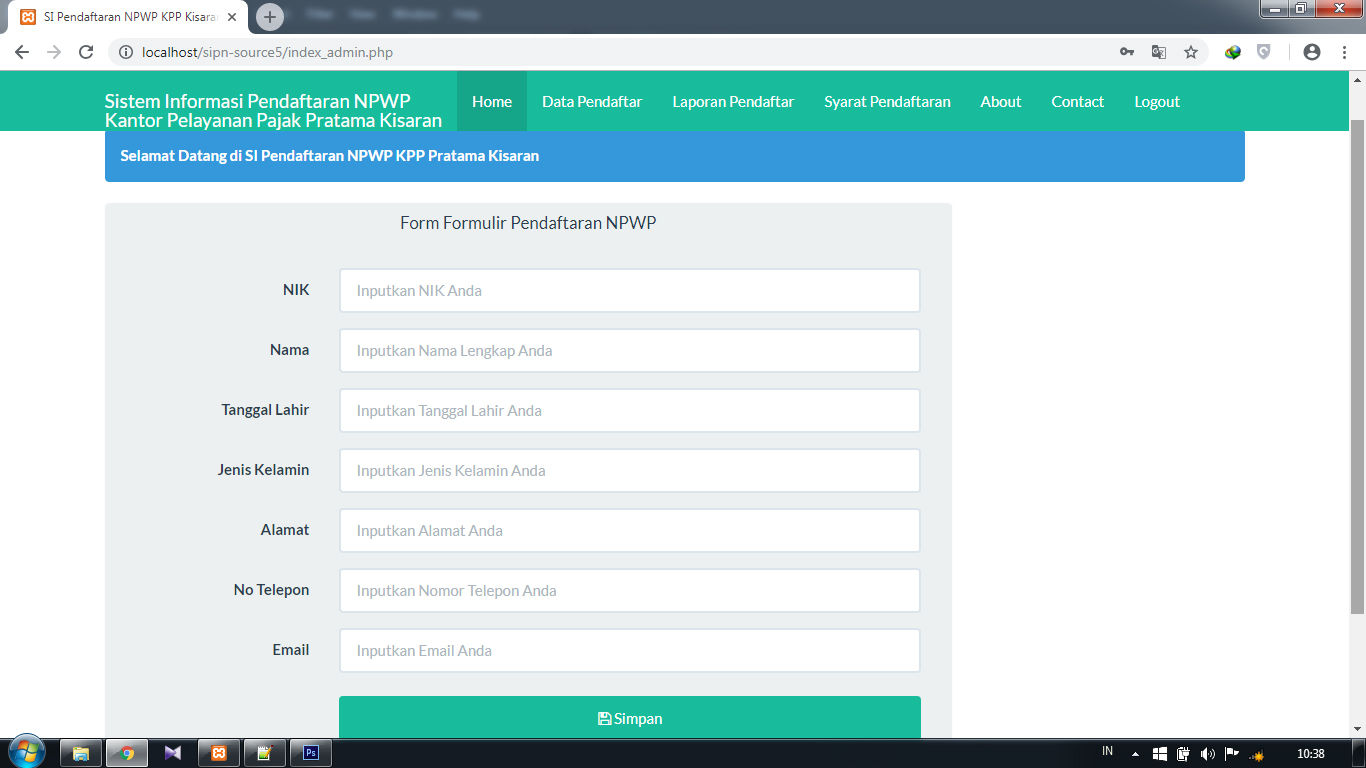 SI Pendaftaran NPWP KPP Kisaran
localhost/sipn-source5/index_admin.php
Sistem Informasi Pendaftaran NPWP
Kantor Pelayanan Pajak Pratama Kisaran
Home Data Pendaftar Laporan Pendaftar Syarat Pendaftaran About Contact Logout
Selamat Datang di SI Pendaftaran NPWP KPP Pratama Kisaran
Form Formulir Pendaftaran NPWP
NIK Inputkan NIK Anda
Nama Inputkan Nama Lengkap Anda
Tanggal Lahir Inputkan Tanggal Lahir Anda
Jenis Kelamin Inputkan Jenis Kelamin Anda
Alamat Inputkan Alamat Anda
No Telepon Inputkan Nomor Telepon Anda
Email Inputkan Email Anda
Simpan
Ps IN 10:38